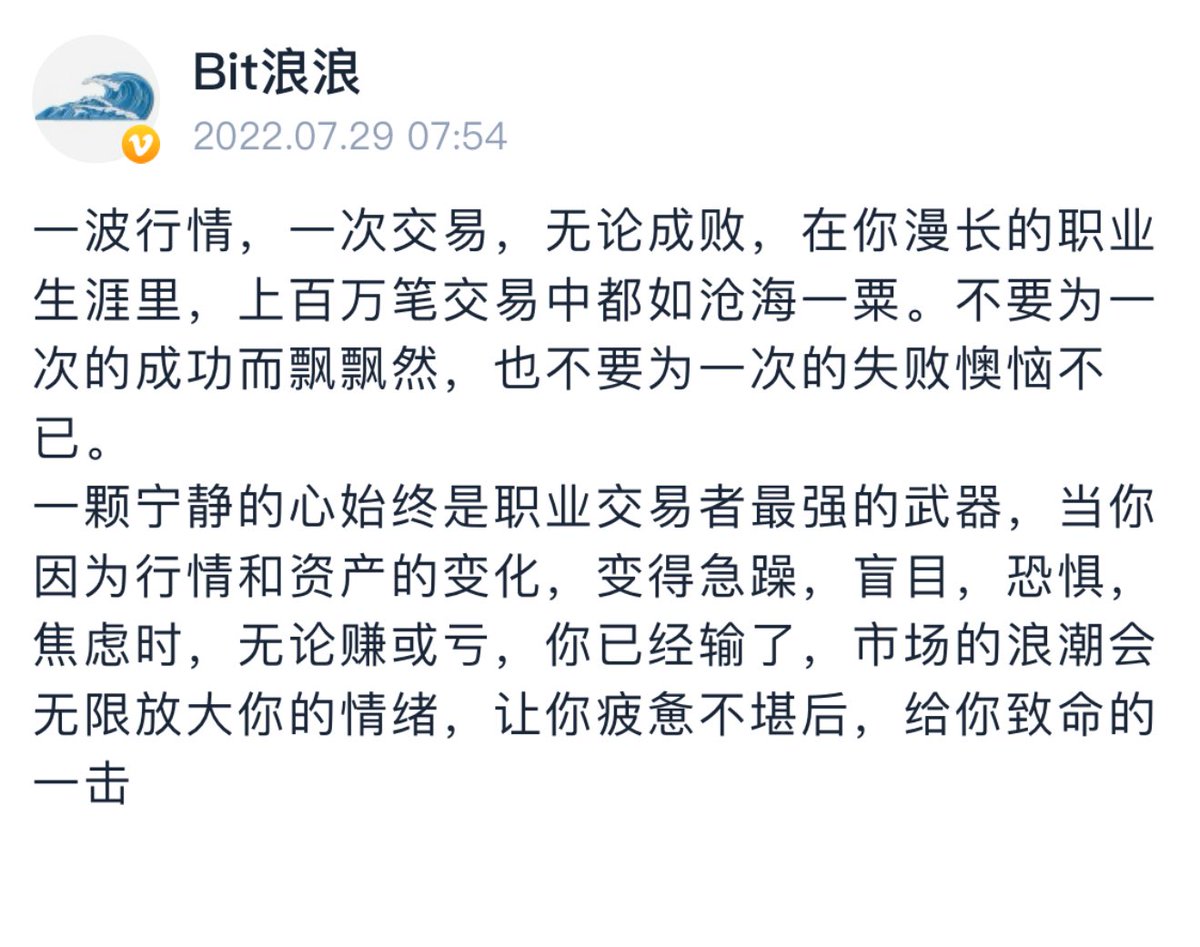 Bit浪浪
2022.07.29 07:54
一波行情，一次交易，无论成败，在你漫长的职业
生涯里，上百万笔交易中都如沧海一粟。不要为一
次的成功而飘飘然，也不要为一次的失败懊恼不
已。
一颗宁静的心始终是职业交易者最强的武器，当你
因为行情和资产的变化，变得急躁，盲目，恐惧，
焦虑时，无论赚或亏，你已经输了，市场的浪潮会
无限放大你的情绪，让你疲惫不堪后，给你致命的
一击